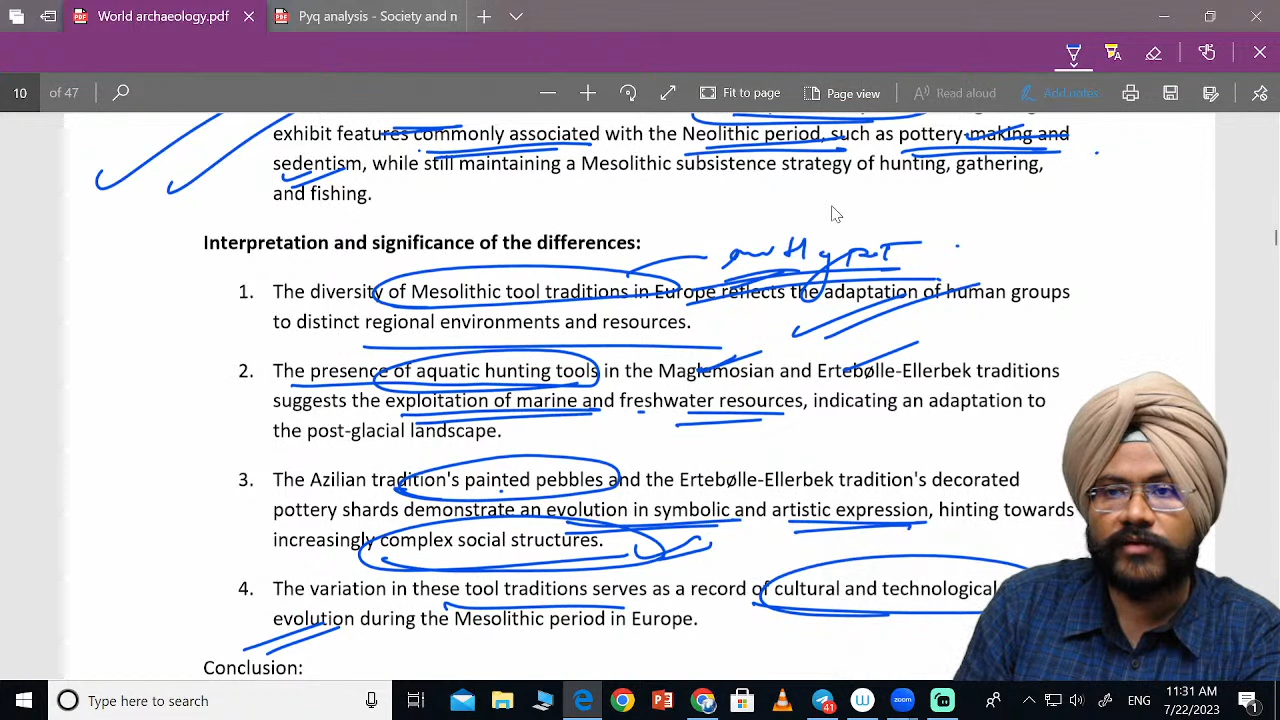 World archaeology.pd
Pyq analysis - Society and n
10 of 47
Fit to page
Page view
Read aloud
Add notes
exhibit features commonly associated with the Neolithic period, such as pottery-making and
sedentism, while still maintaining a Mesolithic subsistence strategy of hunting, gathering,
and fishing.
Interpretation and significance of the differences:
1. The diversity of Mesolithic tool traditions in Europe reflects the adaptation of human groups
to distinct regional environments and resources.
2. The presence of aquatic hunting tools in the Maglemosian and Ertebølle-Ellerbek traditions
suggests the exploitation of marine and freshwater resources, indicating an adaptation to
the post-glacial landscape.
3. The Azilian tradition's painted pebbles and the Ertebølle-Ellerbek tradition's decorated
pottery shards demonstrate an evolution in symbolic and artistic expression, hinting towards
increasingly complex social structures.
4. The variation in these tool traditions serves as a record of cultural and technological
evolution during the Mesolithic period in Europe.
Conclusion:
Type here to search
41
ENG
11:31 AM
7/22/2023
1